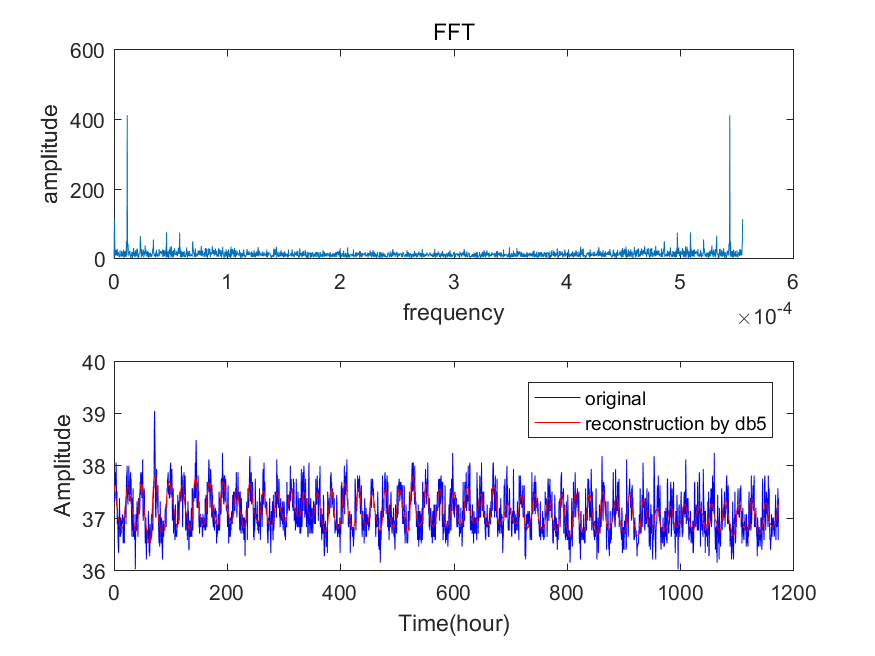 FFT
600
400
200
0
amplitude
0 1 2 3 4 5 6
frequency
×10-4
40
39
38
37
36
Amplitude
original
reconstruction by db5
0 200 400 600 800 1000 1200
Time(hour)